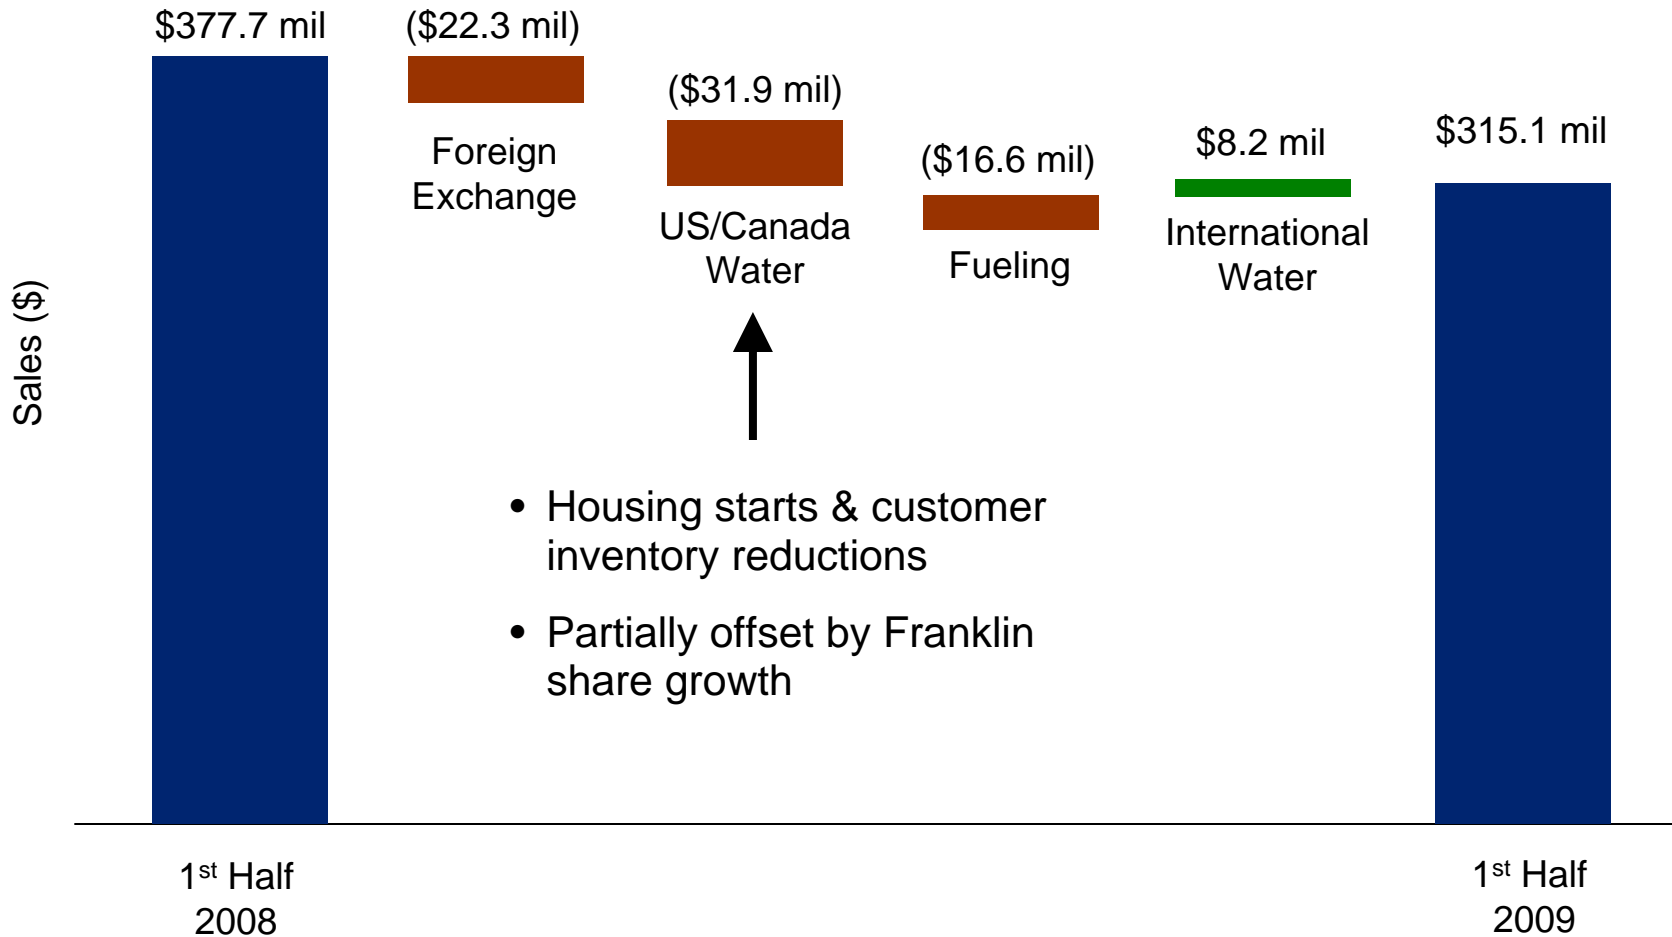 $377.7 mil
($22.3 mil)
Foreign
Exchange
($31.9 mil)
US/Canada
Water
($16.6 mil)
Fueling
$8.2 mil
International
Water
$315.1 mil
Sales ($)
• Housing starts & customer
inventory reductions
• Partially offset by Franklin
share growth
1st Half
2008
1st Half
2009